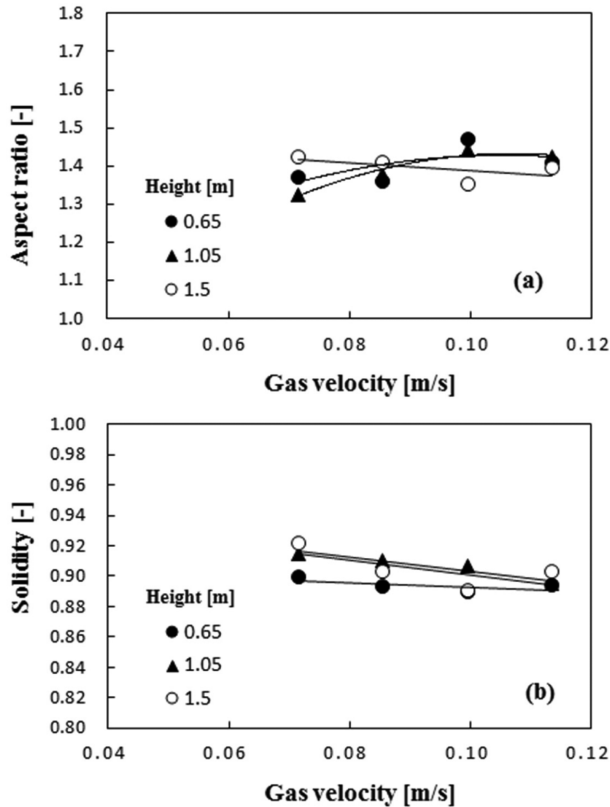 1.8
1.7
1.6
1.5
1.4
1.3
1.2
1.1
1.0
Aspect ratio [-]
Height [m]
0.65
1.05
1.5
(a)
0.04 0.06 0.08 0.10 0.12
Gas velocity [m/s]
1.00
0.98
0.96
0.94
0.92
0.90
0.88
0.86
0.84
0.82
0.80
Solidity [-]
Height [m]
0.65
1.05
1.5
(b)
0.04 0.06 0.08 0.10 0.12
Gas velocity [m/s]